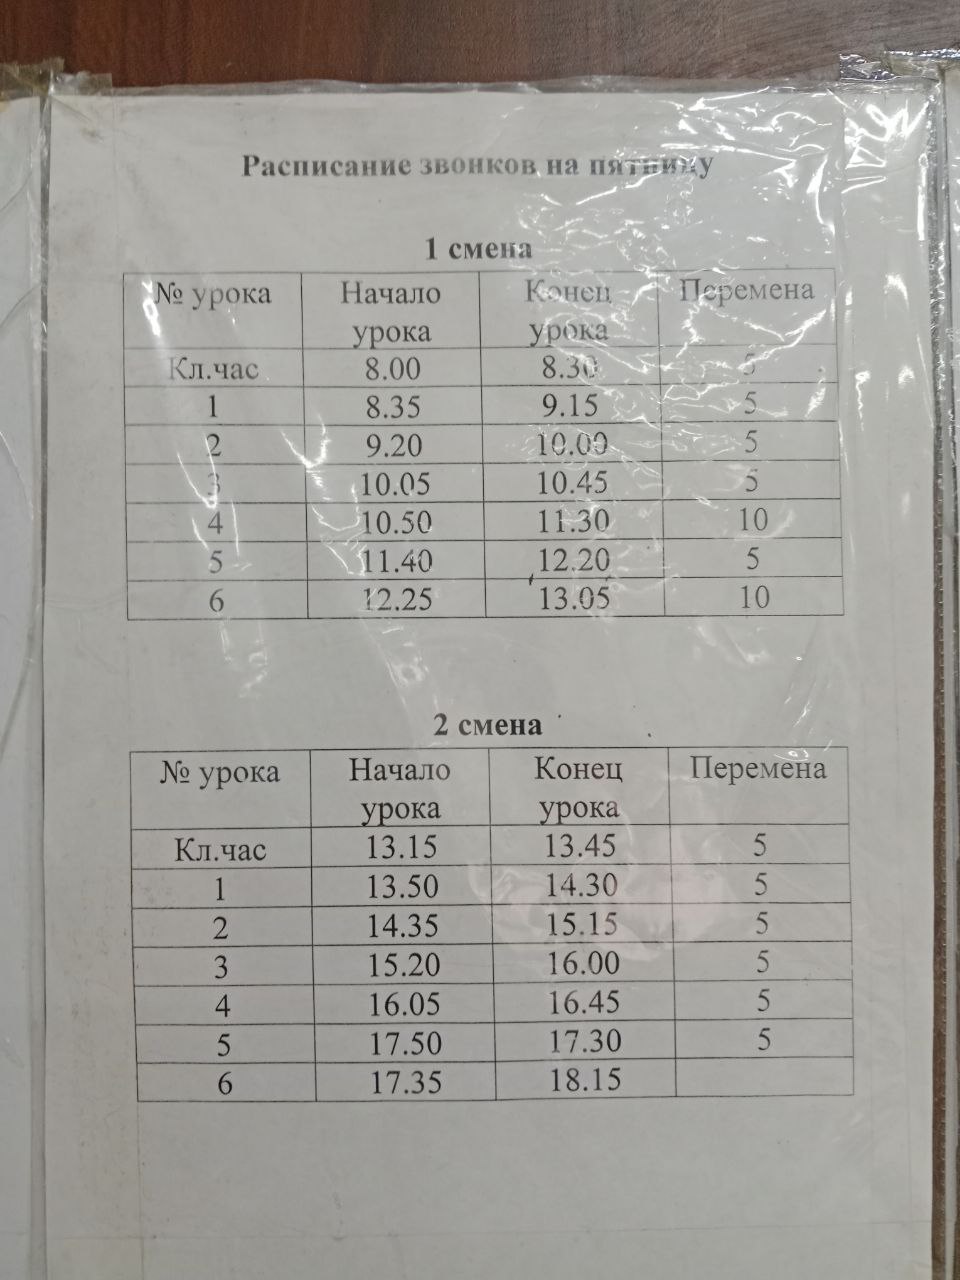 Расписание звонков на пятницу
1 смена
№ урока Начало урока Конец урока Перемена
Кл.час 8.00 8.30 5
1 8.35 9.15 5
2 9.20 10.00 5
3 10.05 10.45 5
4 10.50 11.30 10
5 11.40 12.20 5
6 12.25 13.05 10
2 смена
№ урока Начало урока Конец урока Перемена
Кл.час 13.15 13.45 5
1 13.50 14.30 5
2 14.35 15.15 5
3 15.20 16.00 5
4 16.05 16.45 5
5 17.50 17.30 5
6 17.35 18.15